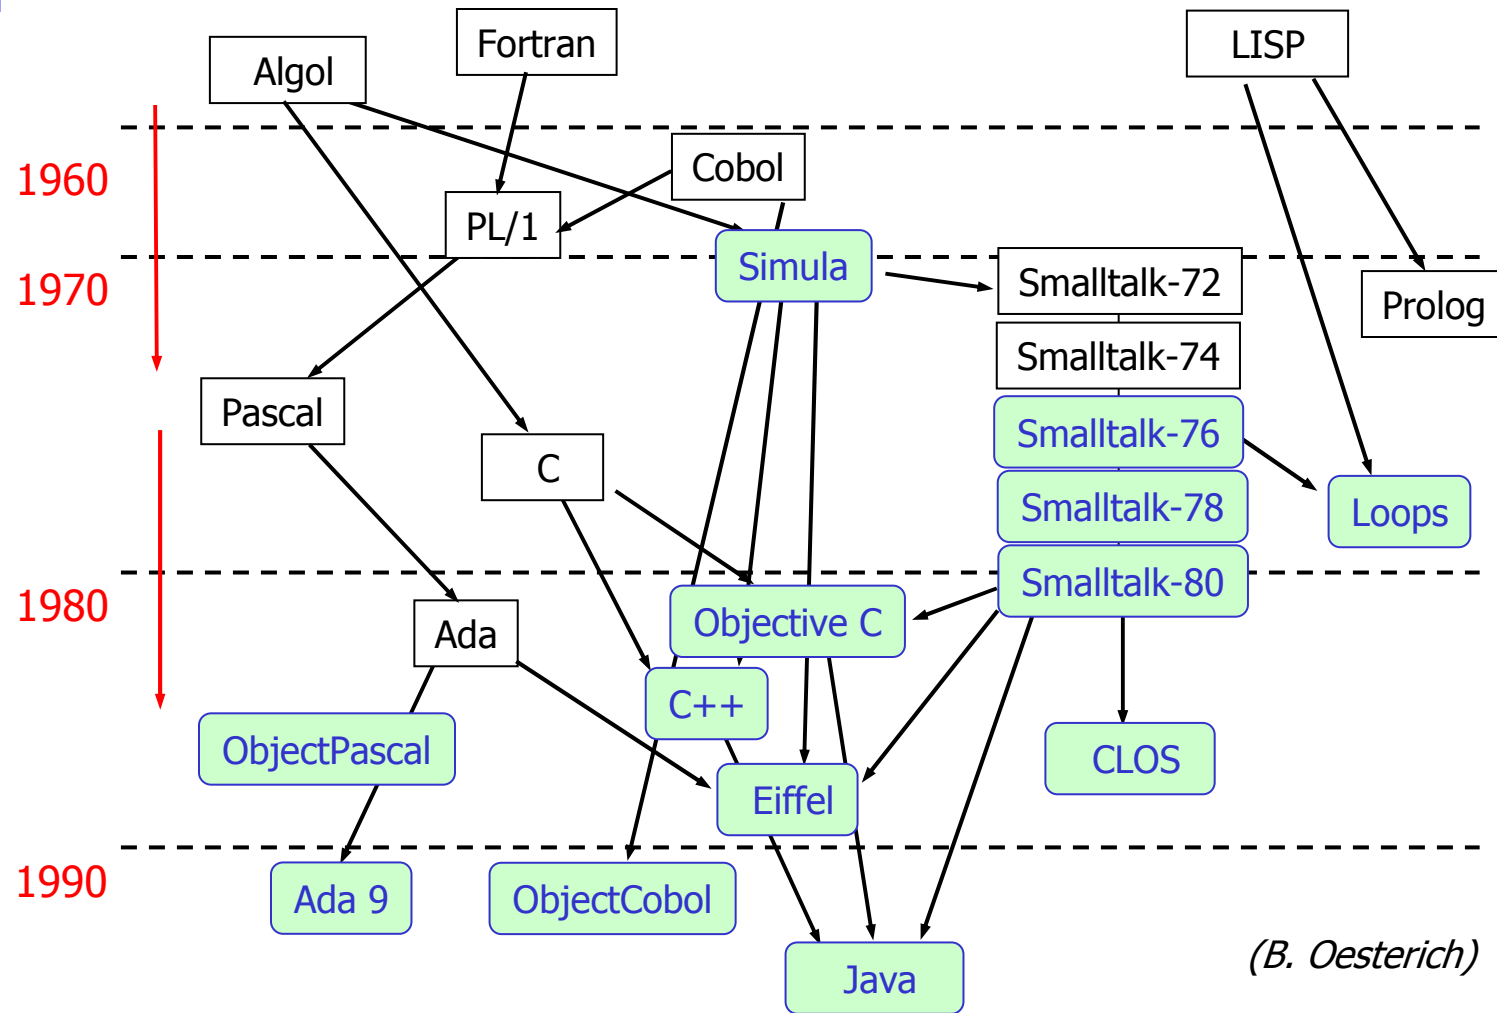 Fortran
LISP
Algol
Cobol
1960
PL/1
Simula
1970
Smalltalk-72
Prolog
Smalltalk-74
Pascal
Smalltalk-76
C
Smalltalk-78
Loops
Smalltalk-80
1980
Objective C
Ada
C++
ObjectPascal
CLOS
Eiffel
1990
Ada 9
ObjectCobol
(B. Oesterich)
Java